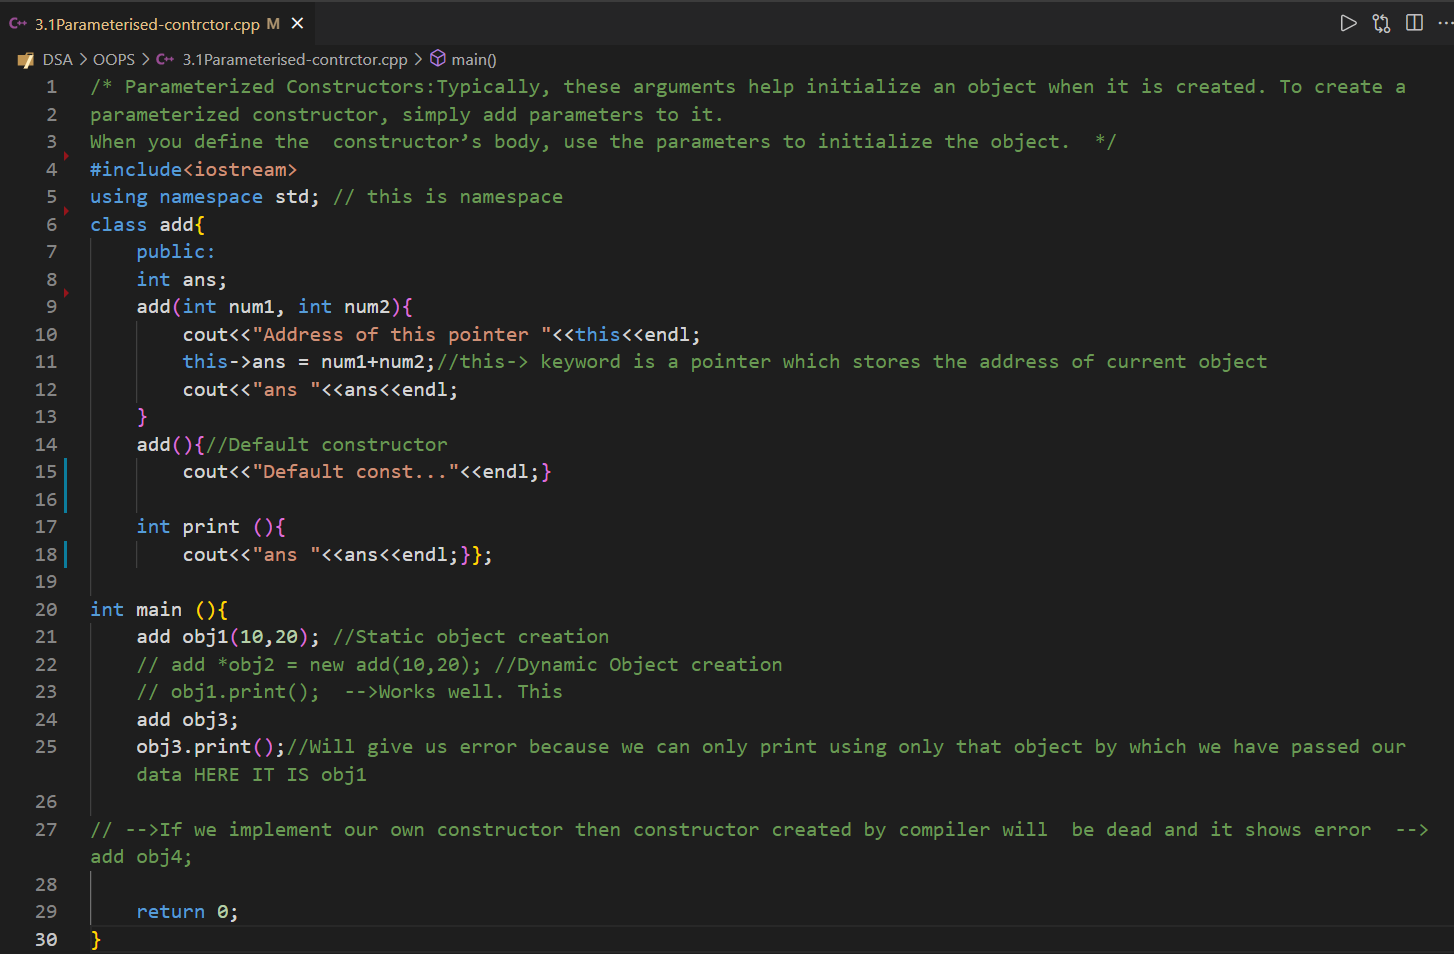 C++ 3.1Parameterised-contrctor.cpp M
DSA > OOPS > C++ 3.1Parameterised-contrctor.cpp > main()
1 /* Parameterized Constructors:Typically, these arguments help initialize an object when it is created. To create a
2 parameterized constructor, simply add parameters to it.
3 When you define the  constructor’s body, use the parameters to initialize the object.  */
4 #include<iostream>
5 using namespace std; // this is namespace
6 class add{
7     public:
8     int ans;
9     add(int num1, int num2){
10         cout<<"Address of this pointer "<<this<<endl;
11         this->ans = num1+num2;//this-> keyword is a pointer which stores the address of current object
12         cout<<"ans "<<ans<<endl;
13     }
14     add(){//Default constructor
15         cout<<"Default const..."<<endl;}
16
17     int print (){
18         cout<<"ans "<<ans<<endl;}};
19
20 int main (){
21     add obj1(10,20); //Static object creation
22     // add *obj2 = new add(10,20); //Dynamic Object creation
23     // obj1.print();  -->Works well. This
24     add obj3;
25     obj3.print();//Will give us error because we can only print using only that object by which we have passed our
    data HERE IT IS obj1
26
27 // -->If we implement our own constructor then constructor created by compiler will  be dead and it shows error  -->
add obj4;
28
29     return 0;
30 }